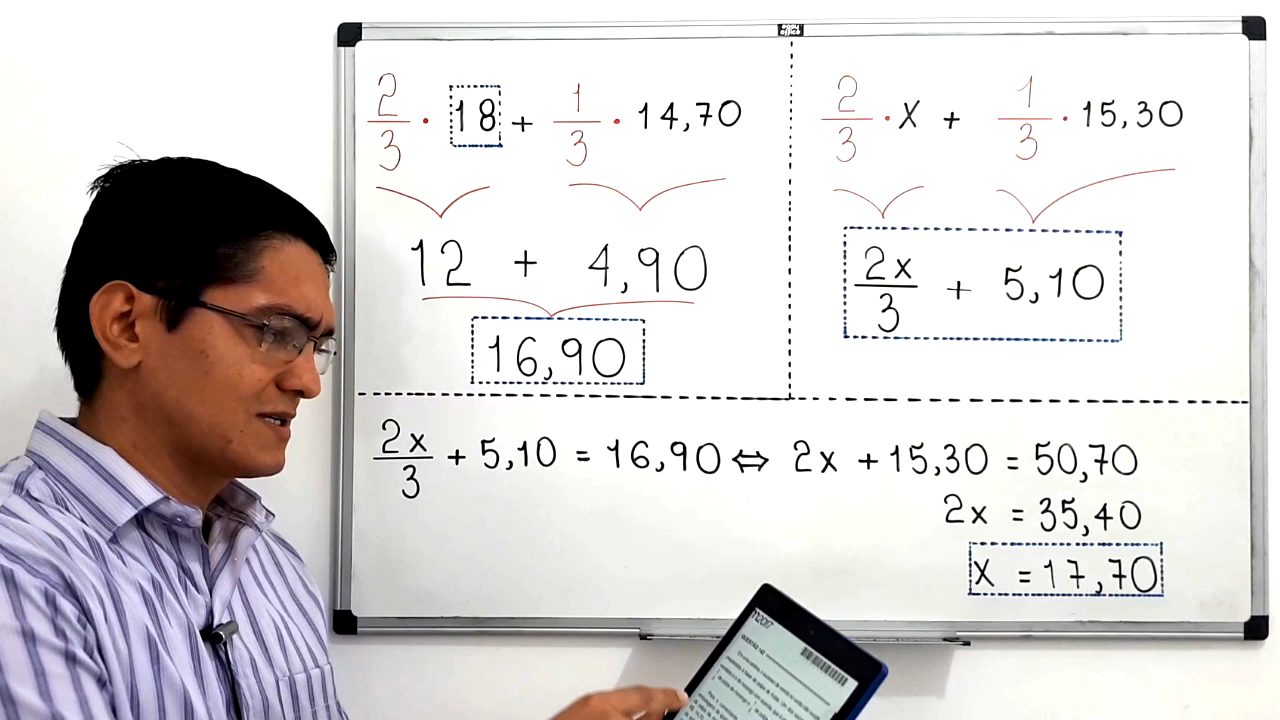 2/3 · 18 + 1/3 · 14,70
12 + 4,90
16,90
2/3 · x + 1/3 · 15,30
2x/3 + 5,10
2x/3 + 5,10 = 16,90 ⇔ 2x + 15,30 = 50,70
2x = 35,40
x = 17,70